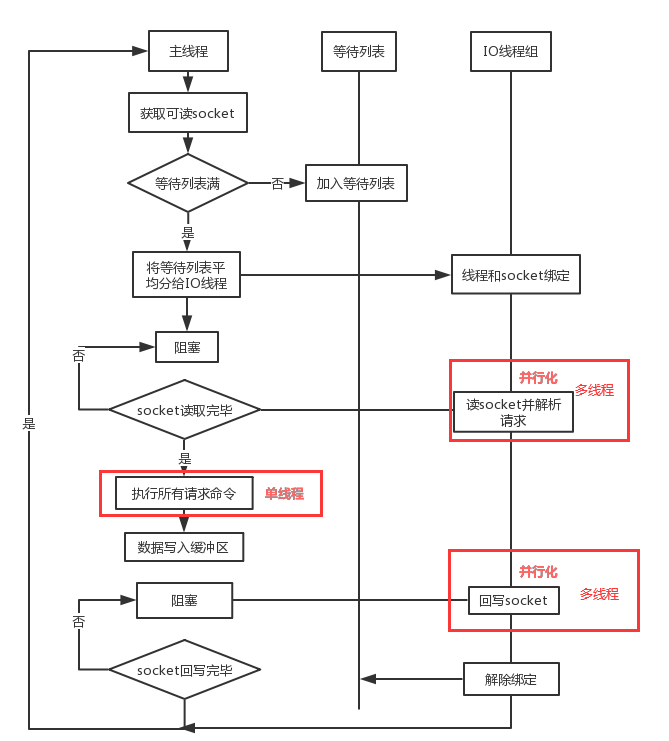 主线程
等待列表
IO线程组
获取可读socket
等待列表满
否
加入等待列表
是
将等待列表平
均分给IO线程
线程和socket绑定
阻塞
否
并行化
多线程
读socket并解析
请求
socket读取完毕
是
是
执行所有请求命令
单线程
数据写入缓冲区
并行化
多线程
阻塞
回写socket
否
socket回写完毕
解除绑定